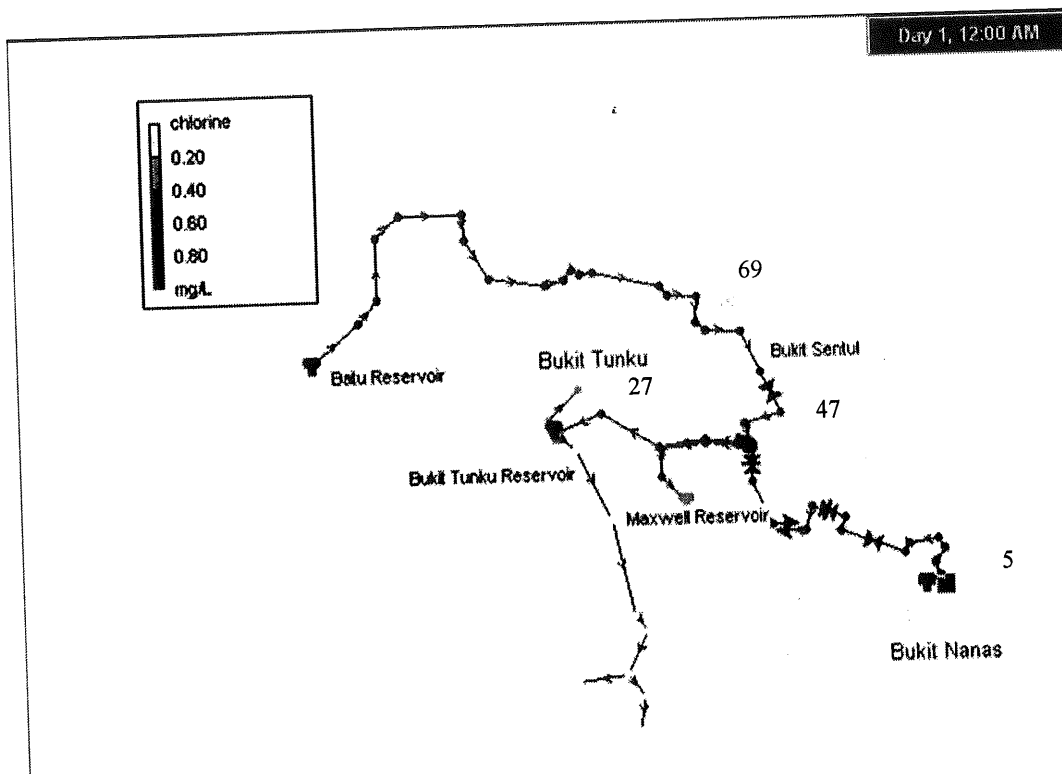 Day 1, 12:00 AM
chlorine
0.20
0.40
0.60
0.80
mg/L
69
Bukit Sentul
Bukit Tunku
Batu Reservoir
27
47
Bukit Tunku Reservoir
Maxwell Reservoir
5
Bukit Nanas